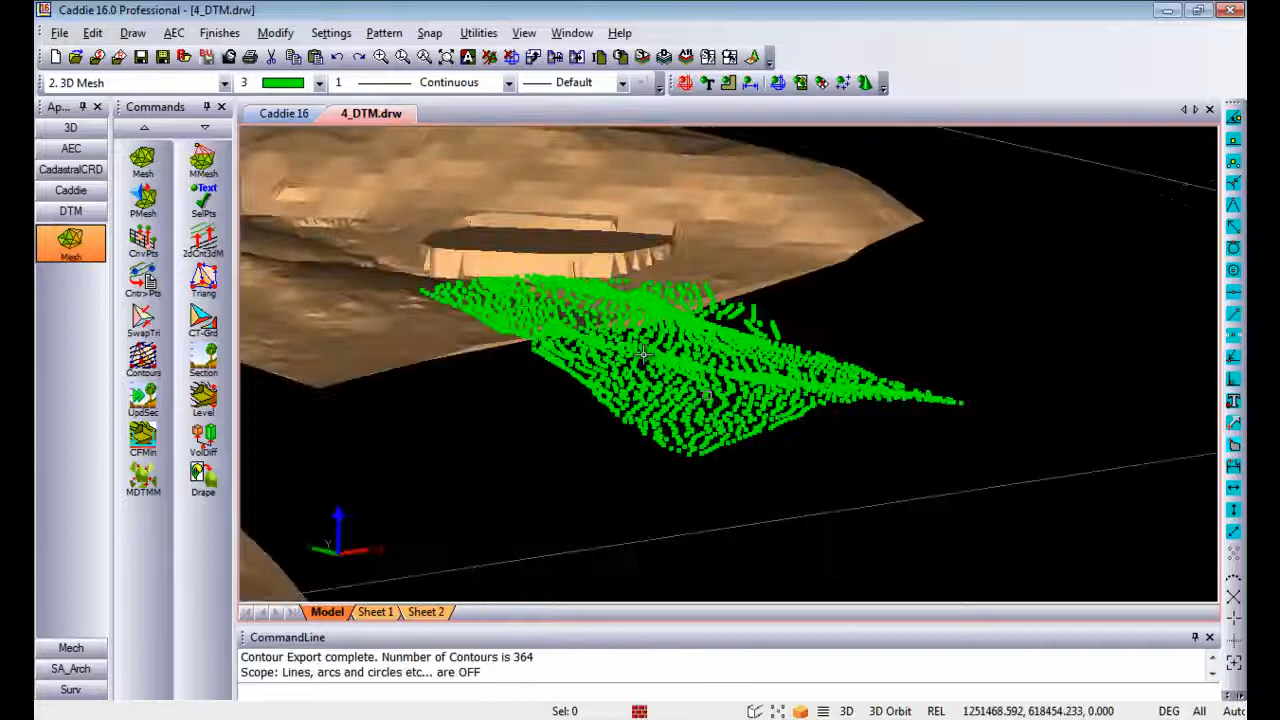 Caddie 16.0 Professional - [4_DTM.drw]
File Edit Draw AEC Finishes Modify Settings Pattern Snap Utilities View Window Help
2. 3D Mesh 3 1 Continuous Default
Ap... Commands Caddie 16 4_DTM.drw
3D
AEC
CadastralCRD
Caddie
DTM
Mesh
Mesh MMesh
PMesh Text SelPts
CnvPts 2dCnt3dM
Cntr>Pts Triang
SwapTri CT-Grd
Contours Section
UpdSec Level
CFMin VolDiff
MDTMM Drape
Y
Model Sheet 1 Sheet 2
CommandLine
Contour Export complete. Nunmber of Contours is 364
Scope: Lines, arcs and circles etc... are OFF
Mech
SA_Arch
Surv
Sel: 0 3D 3D Orbit REL 1251468.592, 618454.233, 0.000 DEG All Auto